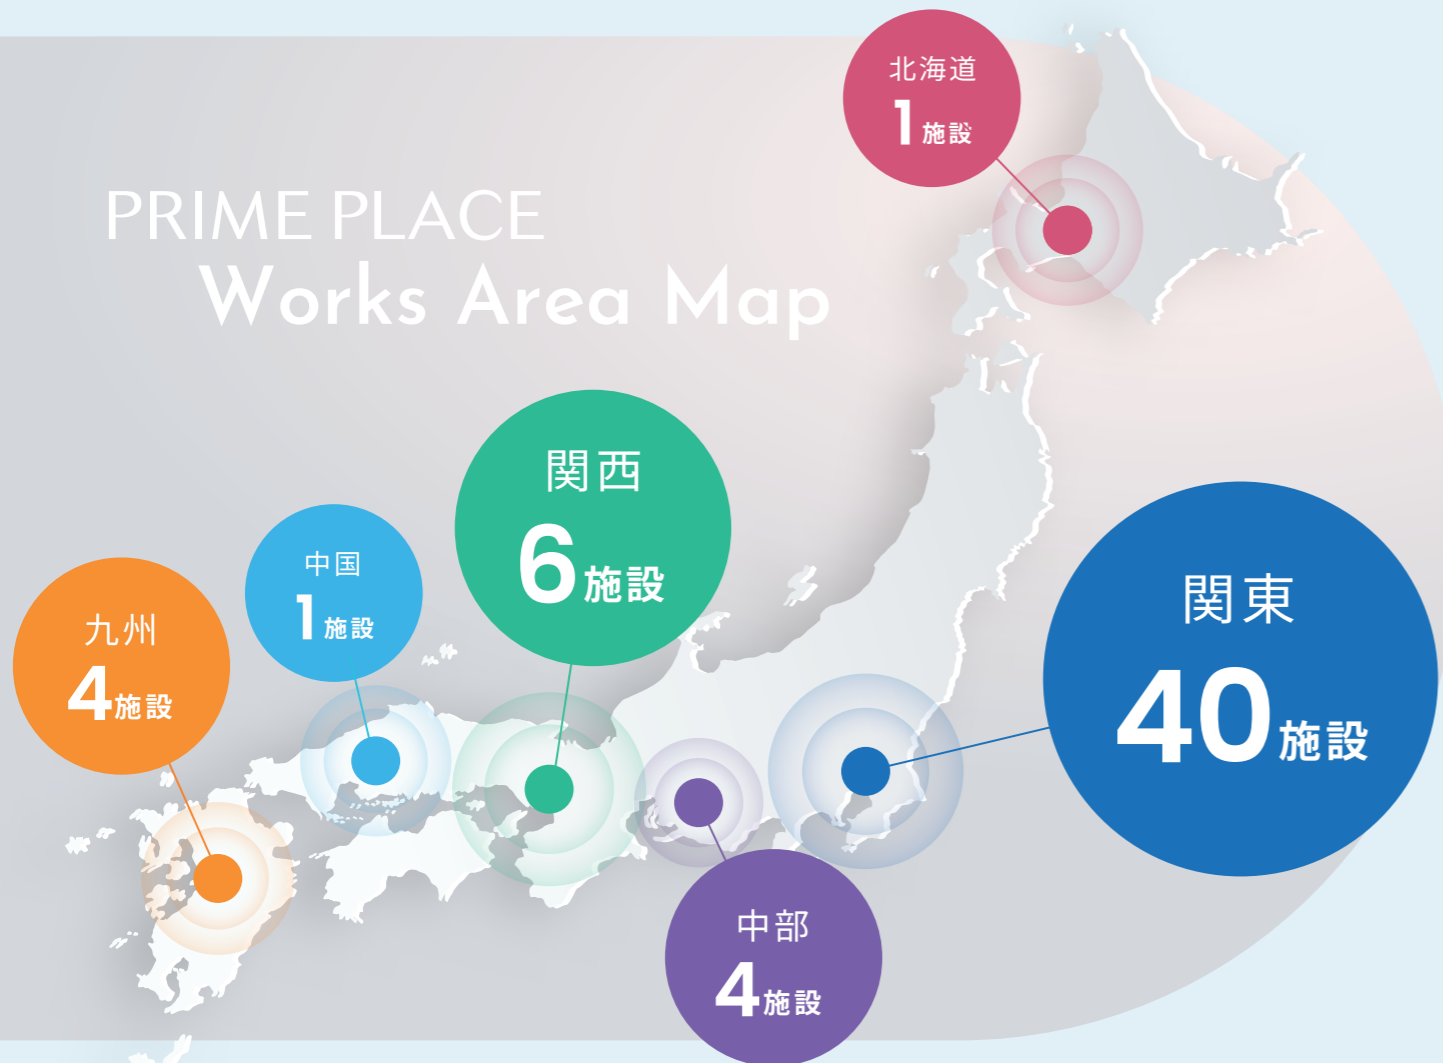 PRIME PLACE
Works Area Map
北海道
1施設
関西
6施設
中国
1施設
九州
4施設
関東
40施設
中部
4施設